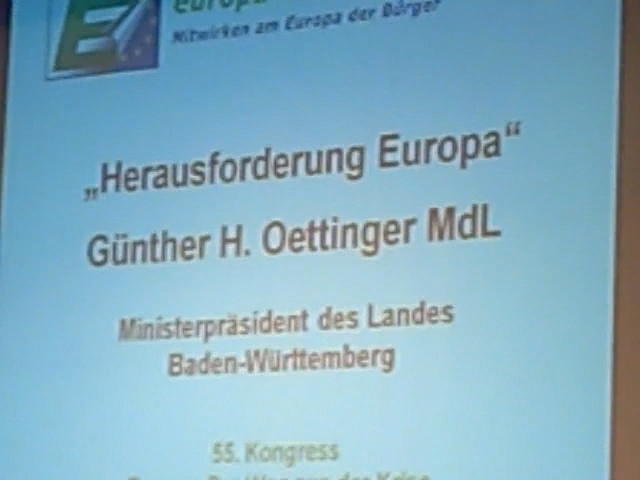 Mitwirken am Europa der Bürger
„Herausforderung Europa“
Günther H. Oettinger MdL
Ministerpräsident des Landes
Baden-Württemberg
55. Kongress